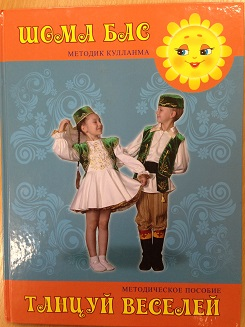 ШОМА БАС
МЕТОДИК КУЛЛАНМА
МЕТОДИЧЕСКОЕ ПОСОБИЕ
ТАНЦУЙ ВЕСЕЛЕЙ